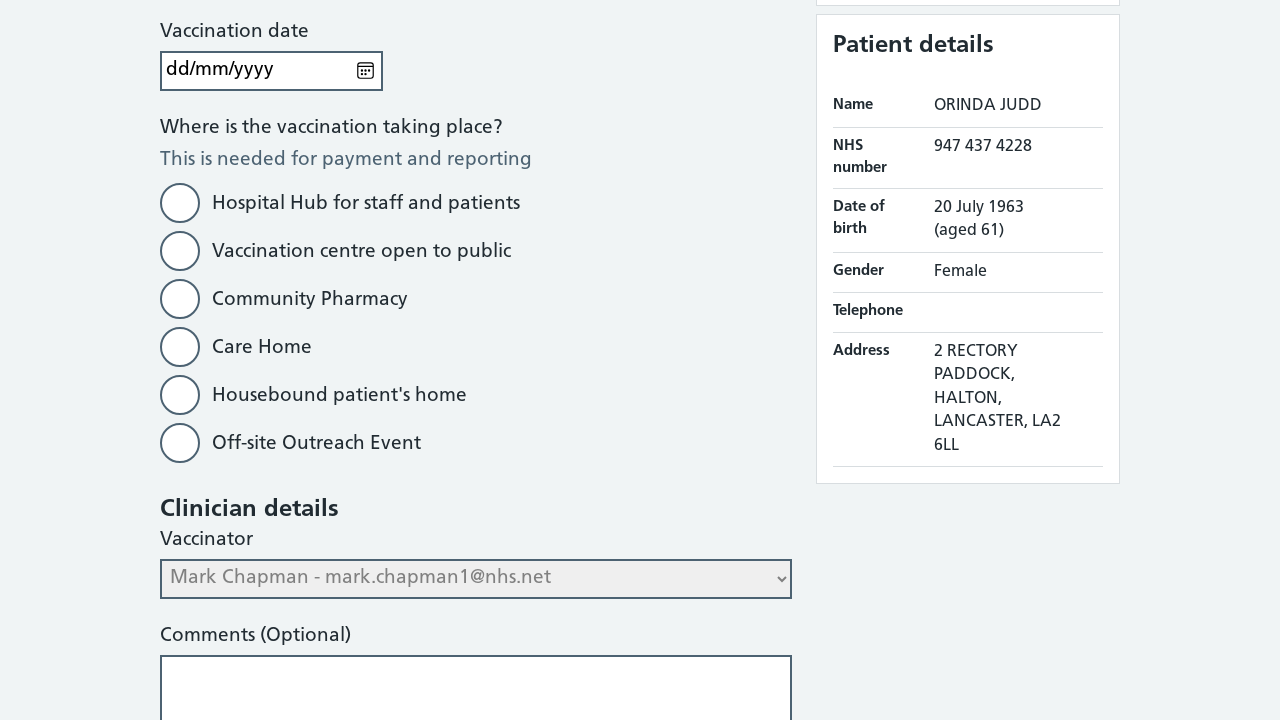 Vaccination date
dd/mm/yyyy
Where is the vaccination taking place?
This is needed for payment and reporting
Hospital Hub for staff and patients
Vaccination centre open to public
Community Pharmacy
Care Home
Housebound patient's home
Off-site Outreach Event
Clinician details
Vaccinator
Mark Chapman - mark.chapman1@nhs.net
Comments (Optional)
Patient details
Name ORINDA JUDD
NHS number 947 437 4228
Date of birth 20 July 1963
(aged 61)
Gender Female
Telephone
Address 2 RECTORY
PADDOCK,
HALTON,
LANCASTER, LA2
6LL